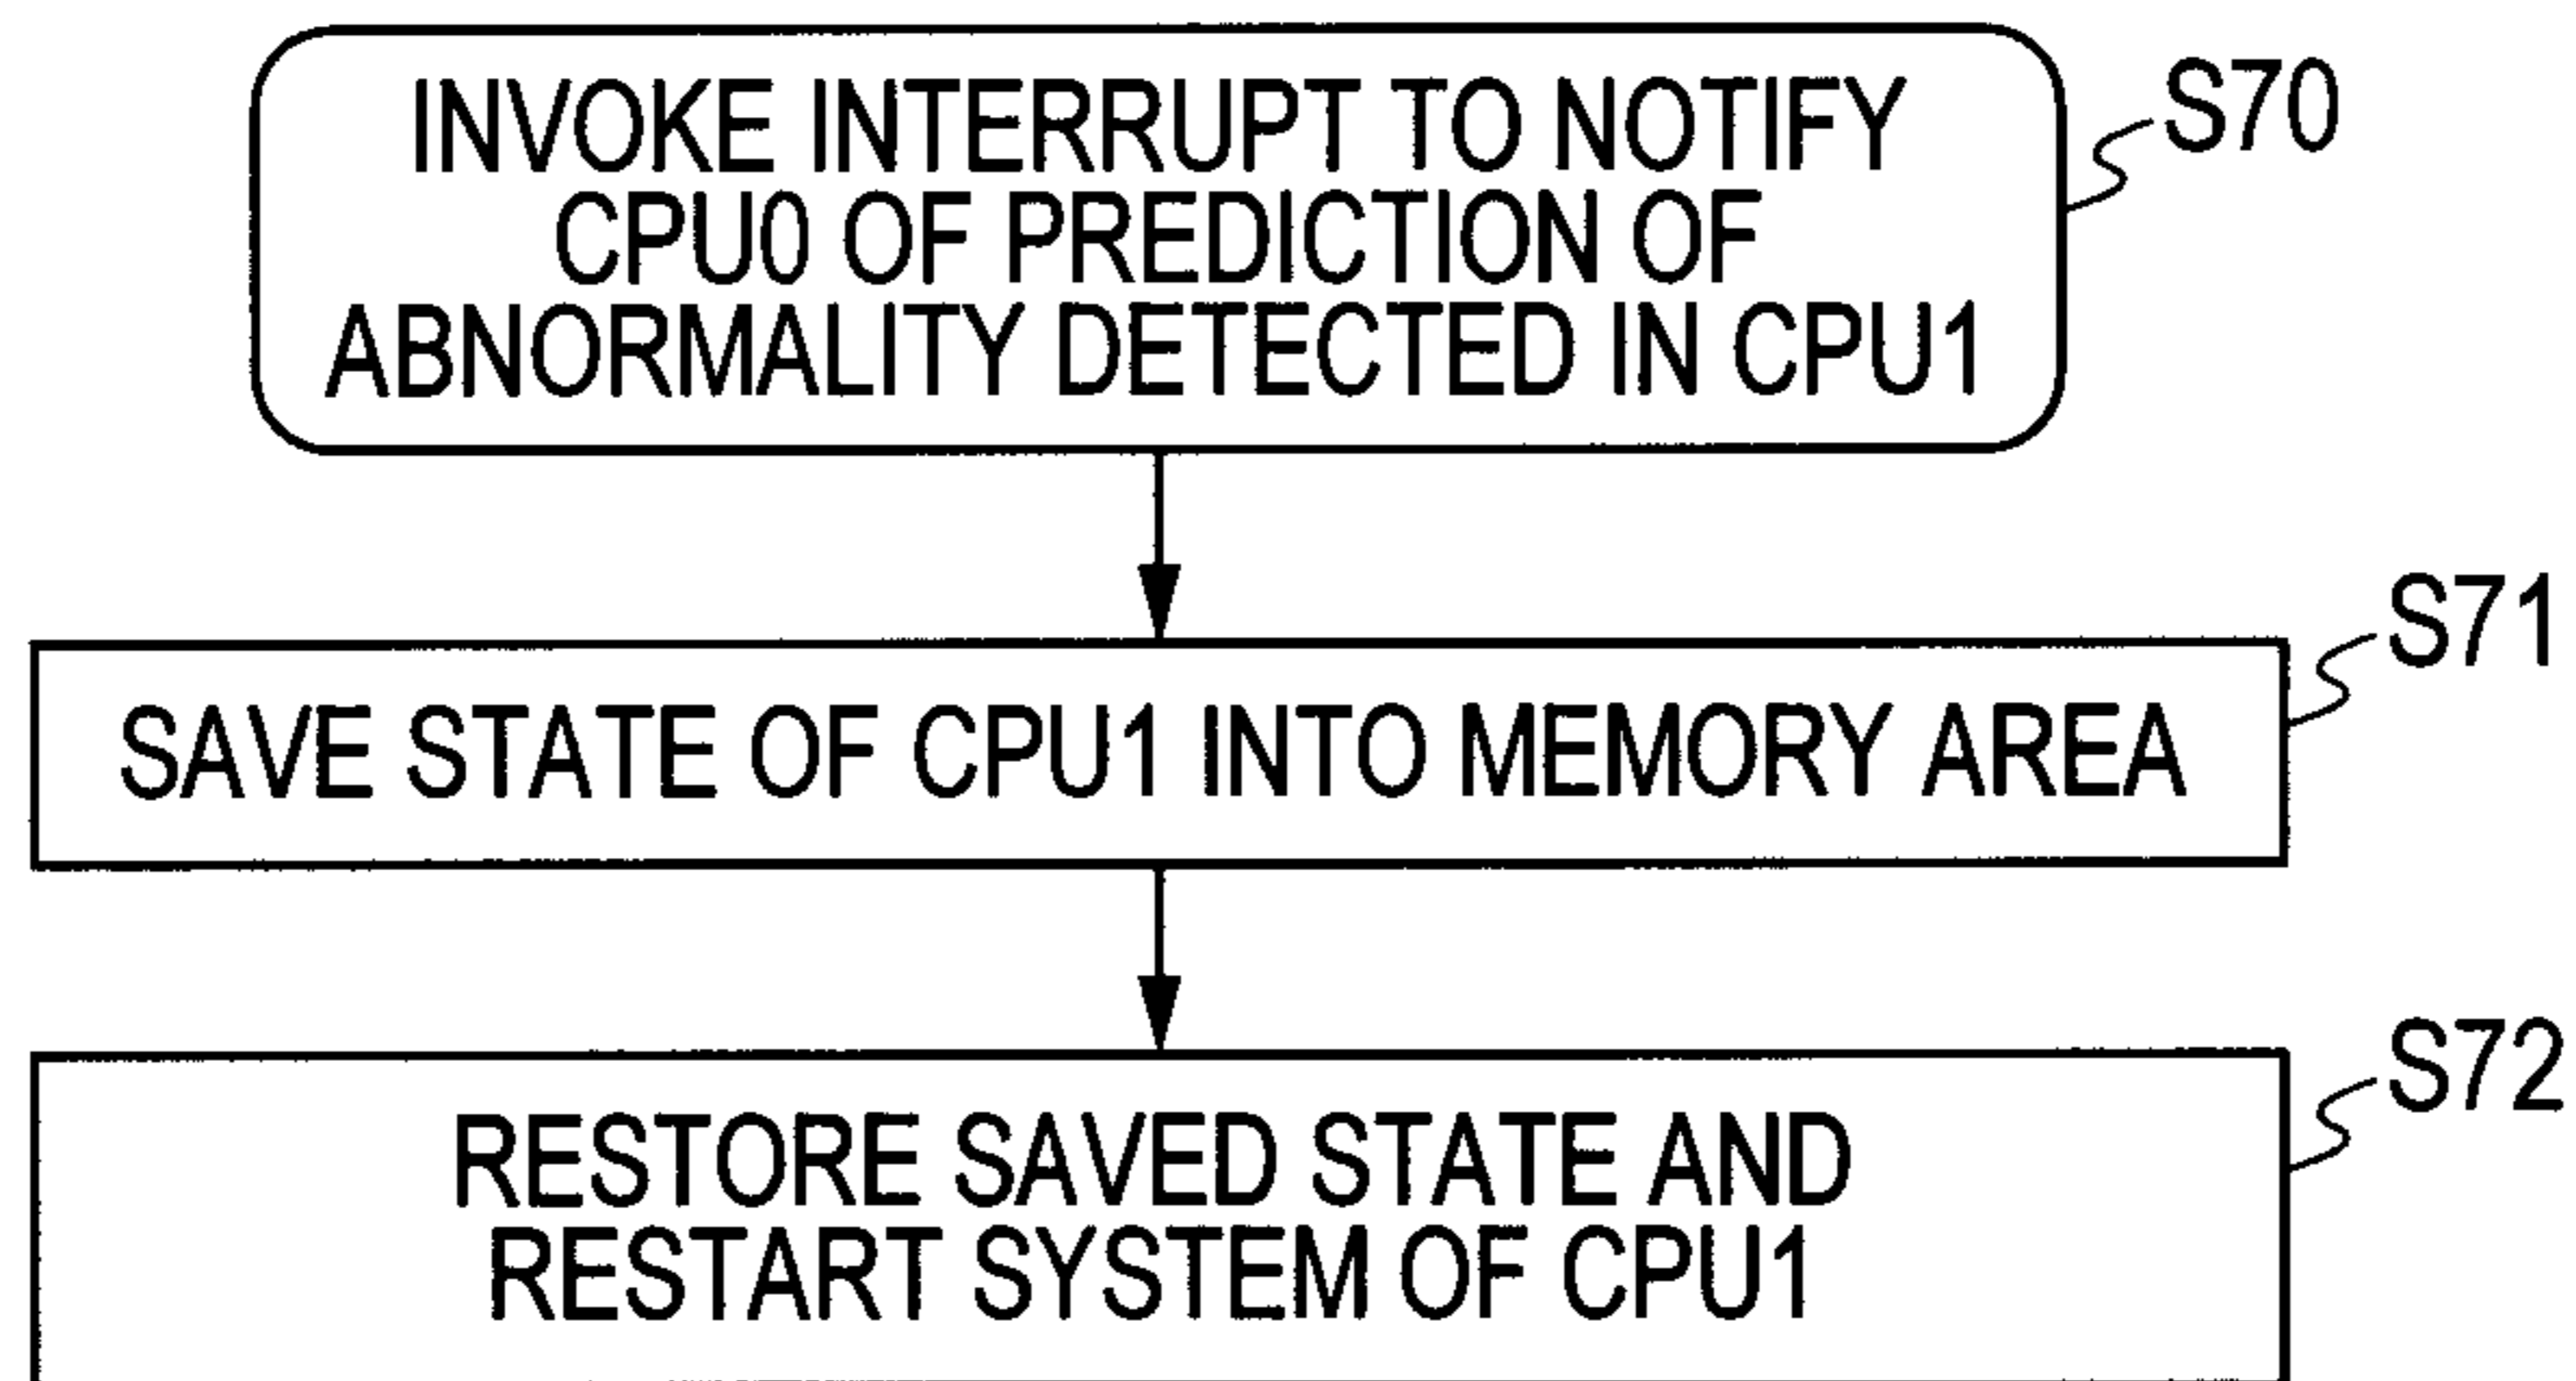 INVOKE INTERRUPT TO NOTIFY
CPU0 OF PREDICTION OF
ABNORMALITY DETECTED IN CPU1
S70
SAVE STATE OF CPU1 INTO MEMORY AREA
S71
RESTORE SAVED STATE AND
RESTART SYSTEM OF CPU1
S72